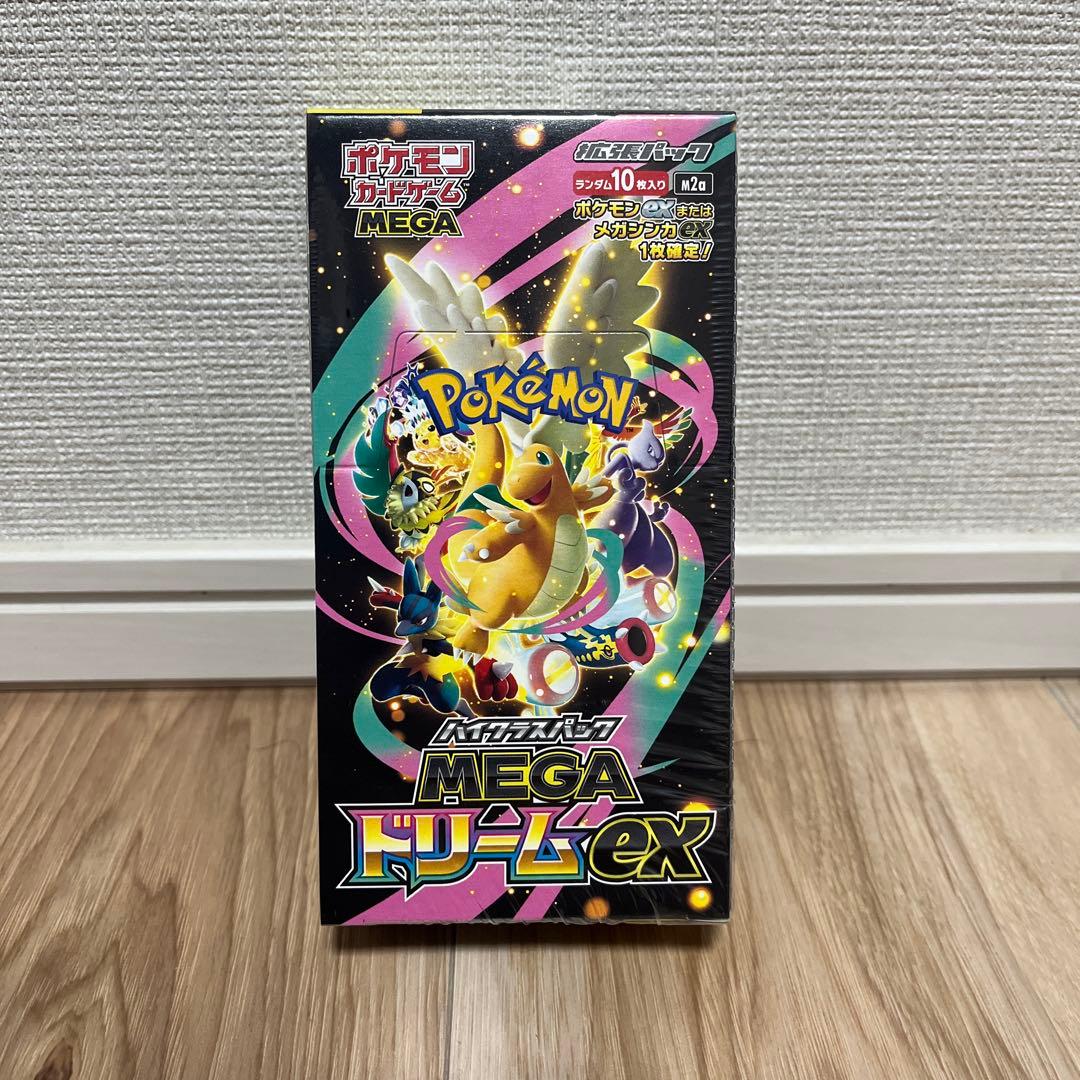 ポケモン
カードゲーム™
MEGA
拡張パック
ランダム10枚入り M2a
ポケモンexまたは
メガシンカex
1枚確定!
POKÉMON
ハイクラスパック
MEGA
ドリームex